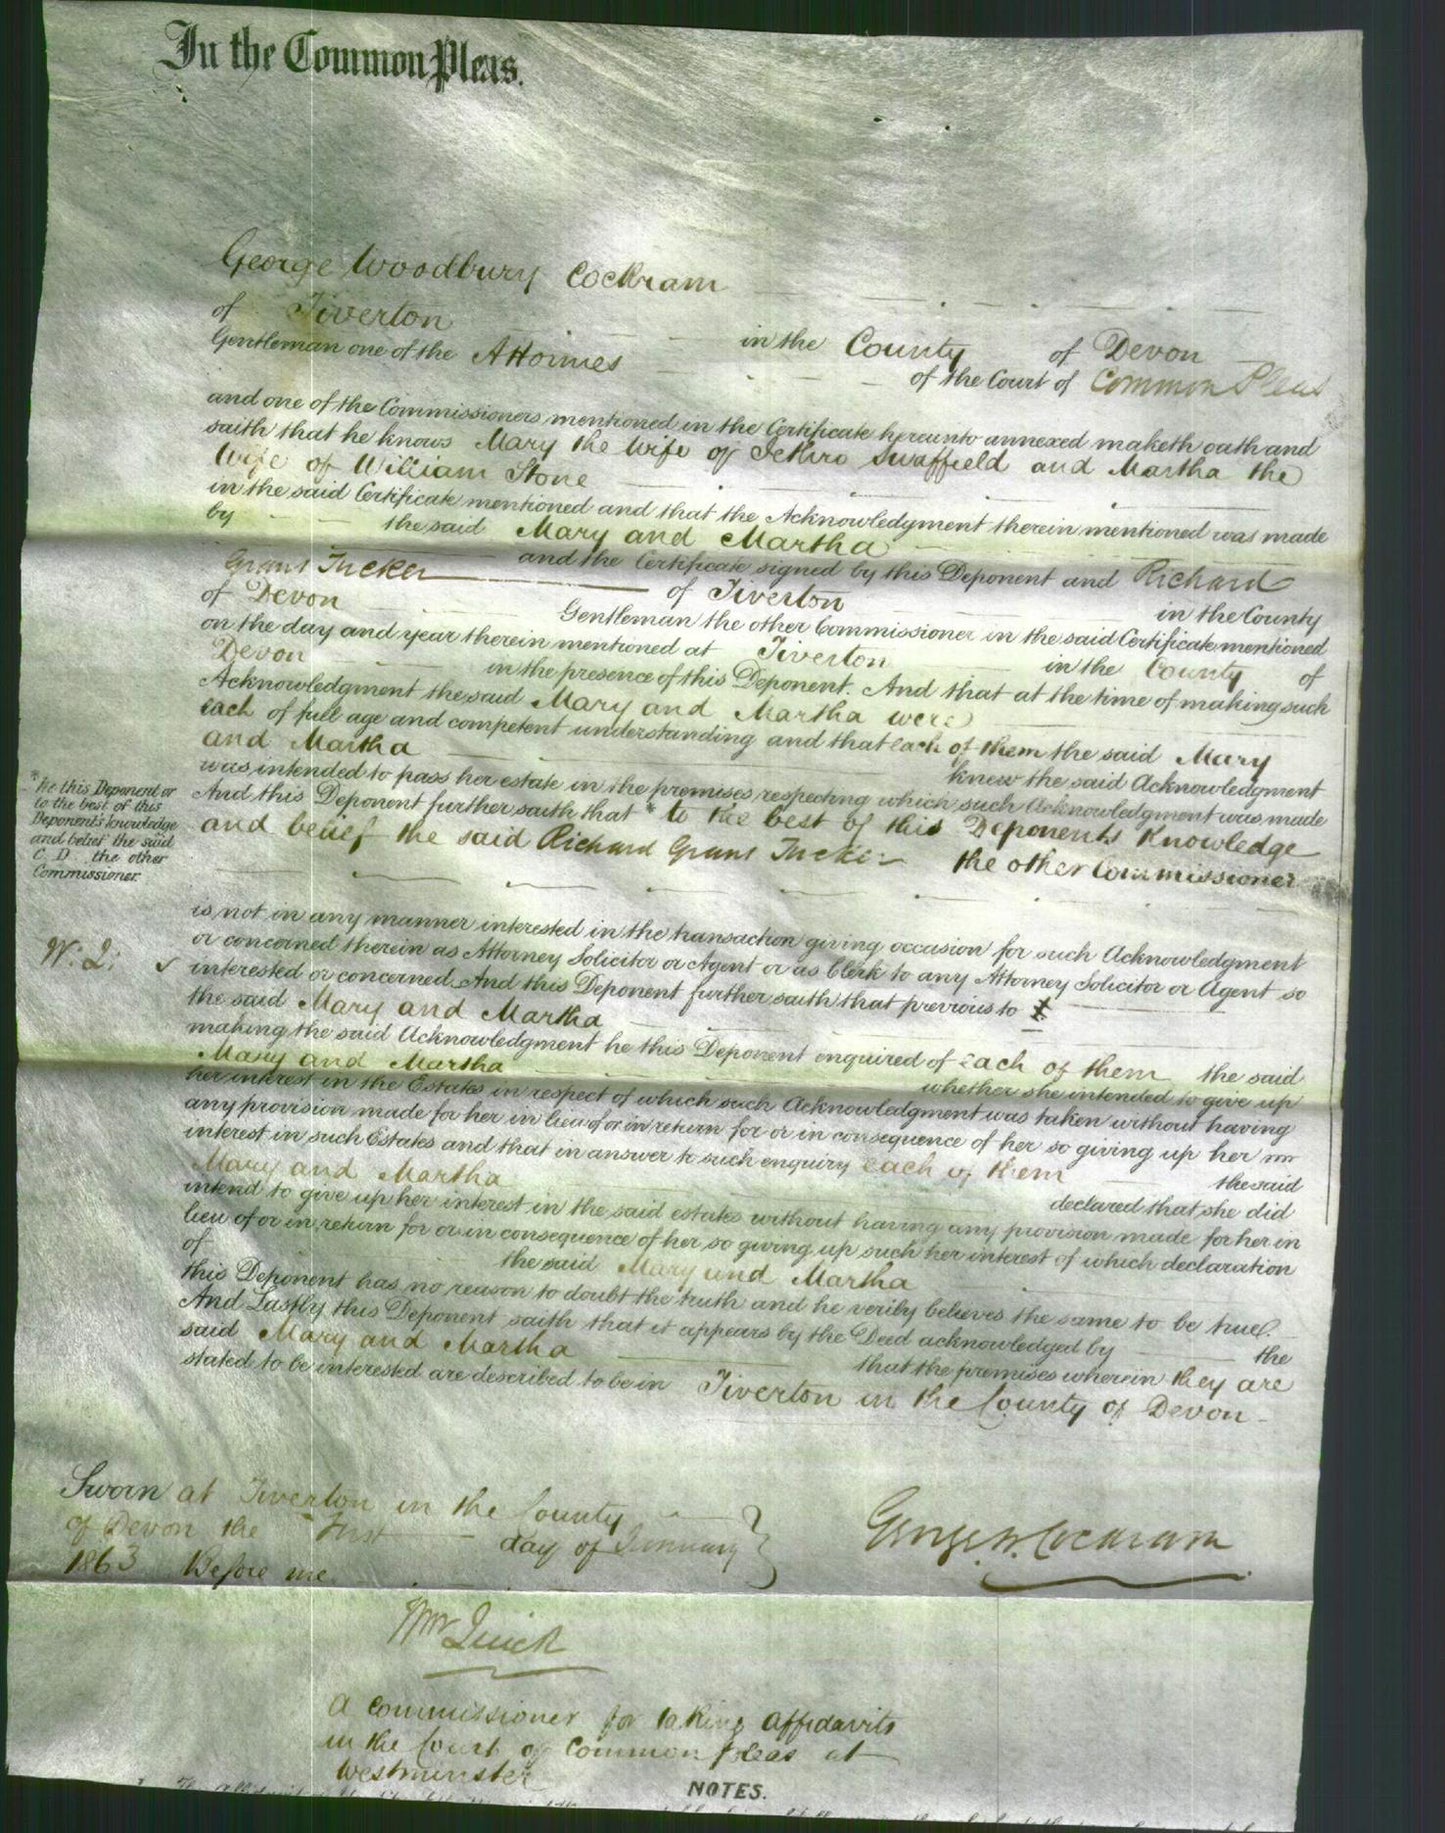 In the Common Pleas.
George Woodbury Cockram
of Tiverton in the County of Devon
Gentleman one of the Attornies of the Court of Common Pleas
and one of the Commissioners mentioned in the Certificate hereunto annexed maketh oath and
saith that he knows Mary the Wife of Jethro Swaffield and Martha the
Wife of William Stone
in the said Certificate mentioned and that the Acknowledgment therein mentioned was made
by the said Mary and Martha
and the Certificate signed by this Deponent and Richard
Grant Tucker of Tiverton in the County
of Devon Gentleman the other Commissioner in the said Certificate mentioned
on the day and year therein mentioned at Tiverton in the County of
Devon in the presence of this Deponent. And that at the time of making such
Acknowledgment the said Mary and Martha were
each of full age and competent understanding and that each of them the said Mary
and Martha knew the said Acknowledgment
was intended to pass her estate in the premises respecting which such Acknowledgment was made
And this Deponent further saith that * to the best of this Deponents Knowledge
and belief the said Richard Grant Tucker the other Commissioner
* he this Deponent or
to the best of this
Deponent's knowledge
and belief the said
C. D. the other
Commissioner.
is not in any manner interested in the transaction giving occasion for such Acknowledgment
or concerned therein as Attorney Solicitor or Agent or as Clerk to any Attorney Solicitor or Agent so
W: Q:
interested or concerned And this Deponent further saith that previous to
the said Mary and Martha
making the said Acknowledgment he this Deponent enquired of each of them the said
Mary and Martha whether she intended to give up
her interest in the Estates in respect of which such Acknowledgment was taken without having
any provision made for her in lieu of or in return for or in consequence of her so giving up her
interest in such Estates and that in answer to such enquiry each of them the said
Mary and Martha declared that she did
intend to give up her interest in the said estates without having any provision made for her in
lieu of or in return for or in consequence of her so giving up such her interest of which declaration
of the said Mary and Martha
this Deponent has no reason to doubt the truth and he verily believes the same to be true.
And Lastly this Deponent saith that it appears by the Deed acknowledged by the
said Mary and Martha that the premises wherein they are
stated to be interested are described to be in Tiverton in the County of Devon
Sworn at Tiverton in the County
of Devon the First day of January
1863 Before me
George W. Cockram
Wm Quick
A Commissioner for taking affidavits
in the Court of Common Pleas at
Westminster
NOTES.